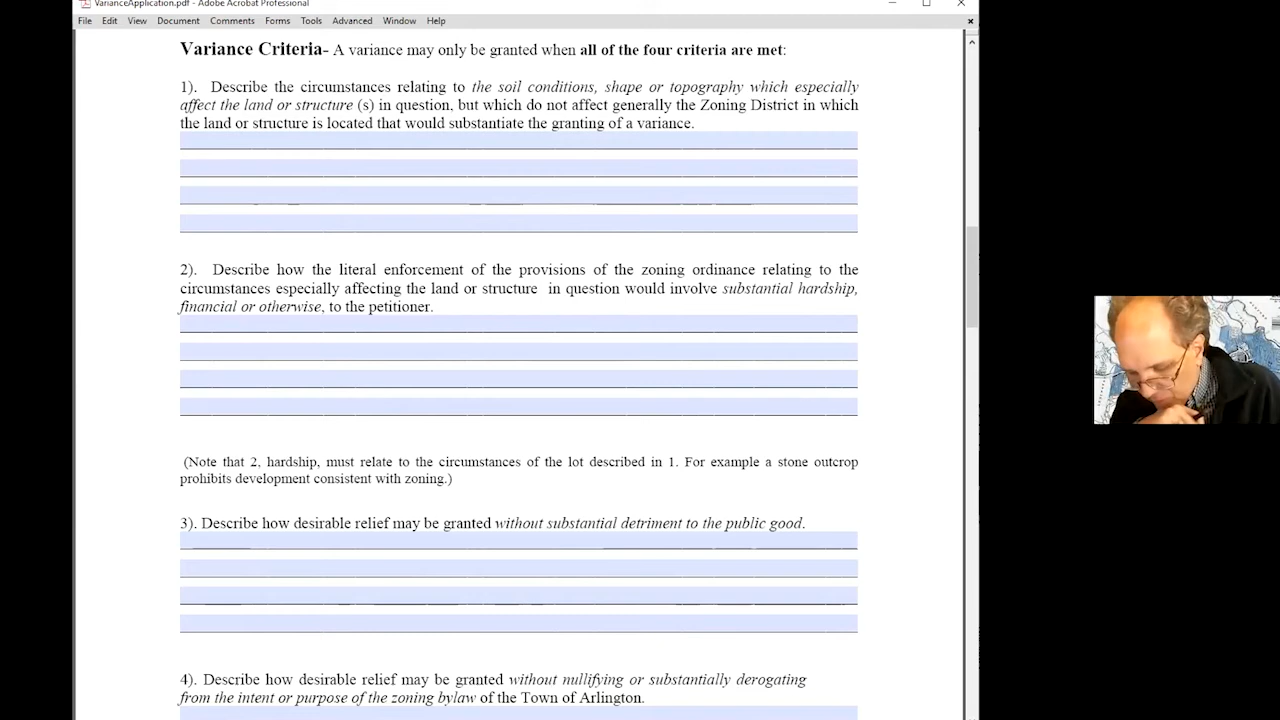 VarianceApplication.pdf - Adobe Acrobat Professional
File Edit View Document Comments Forms Tools Advanced Window Help
Variance Criteria- A variance may only be granted when all of the four criteria are met:
1). Describe the circumstances relating to the soil conditions, shape or topography which especially
affect the land or structure (s) in question, but which do not affect generally the Zoning District in which
the land or structure is located that would substantiate the granting of a variance.
2). Describe how the literal enforcement of the provisions of the zoning ordinance relating to the
circumstances especially affecting the land or structure in question would involve substantial hardship,
financial or otherwise, to the petitioner.
(Note that 2, hardship, must relate to the circumstances of the lot described in 1. For example a stone outcrop
prohibits development consistent with zoning.)
3). Describe how desirable relief may be granted without substantial detriment to the public good.
4). Describe how desirable relief may be granted without nullifying or substantially derogating
from the intent or purpose of the zoning bylaw of the Town of Arlington.